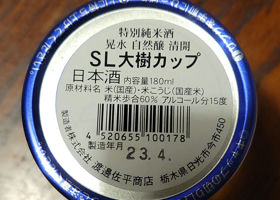 特別純米酒
晃水 自然醸 清開
SL大樹カップ
日本酒 内容量180ml
原材料名 米(国産)・米こうじ(国産米)
精米歩合60% アルコール分15度
4520655100178
製造年月 23.4.
製造者 株式会社 渡邊佐平商店 栃木県日光市今市450